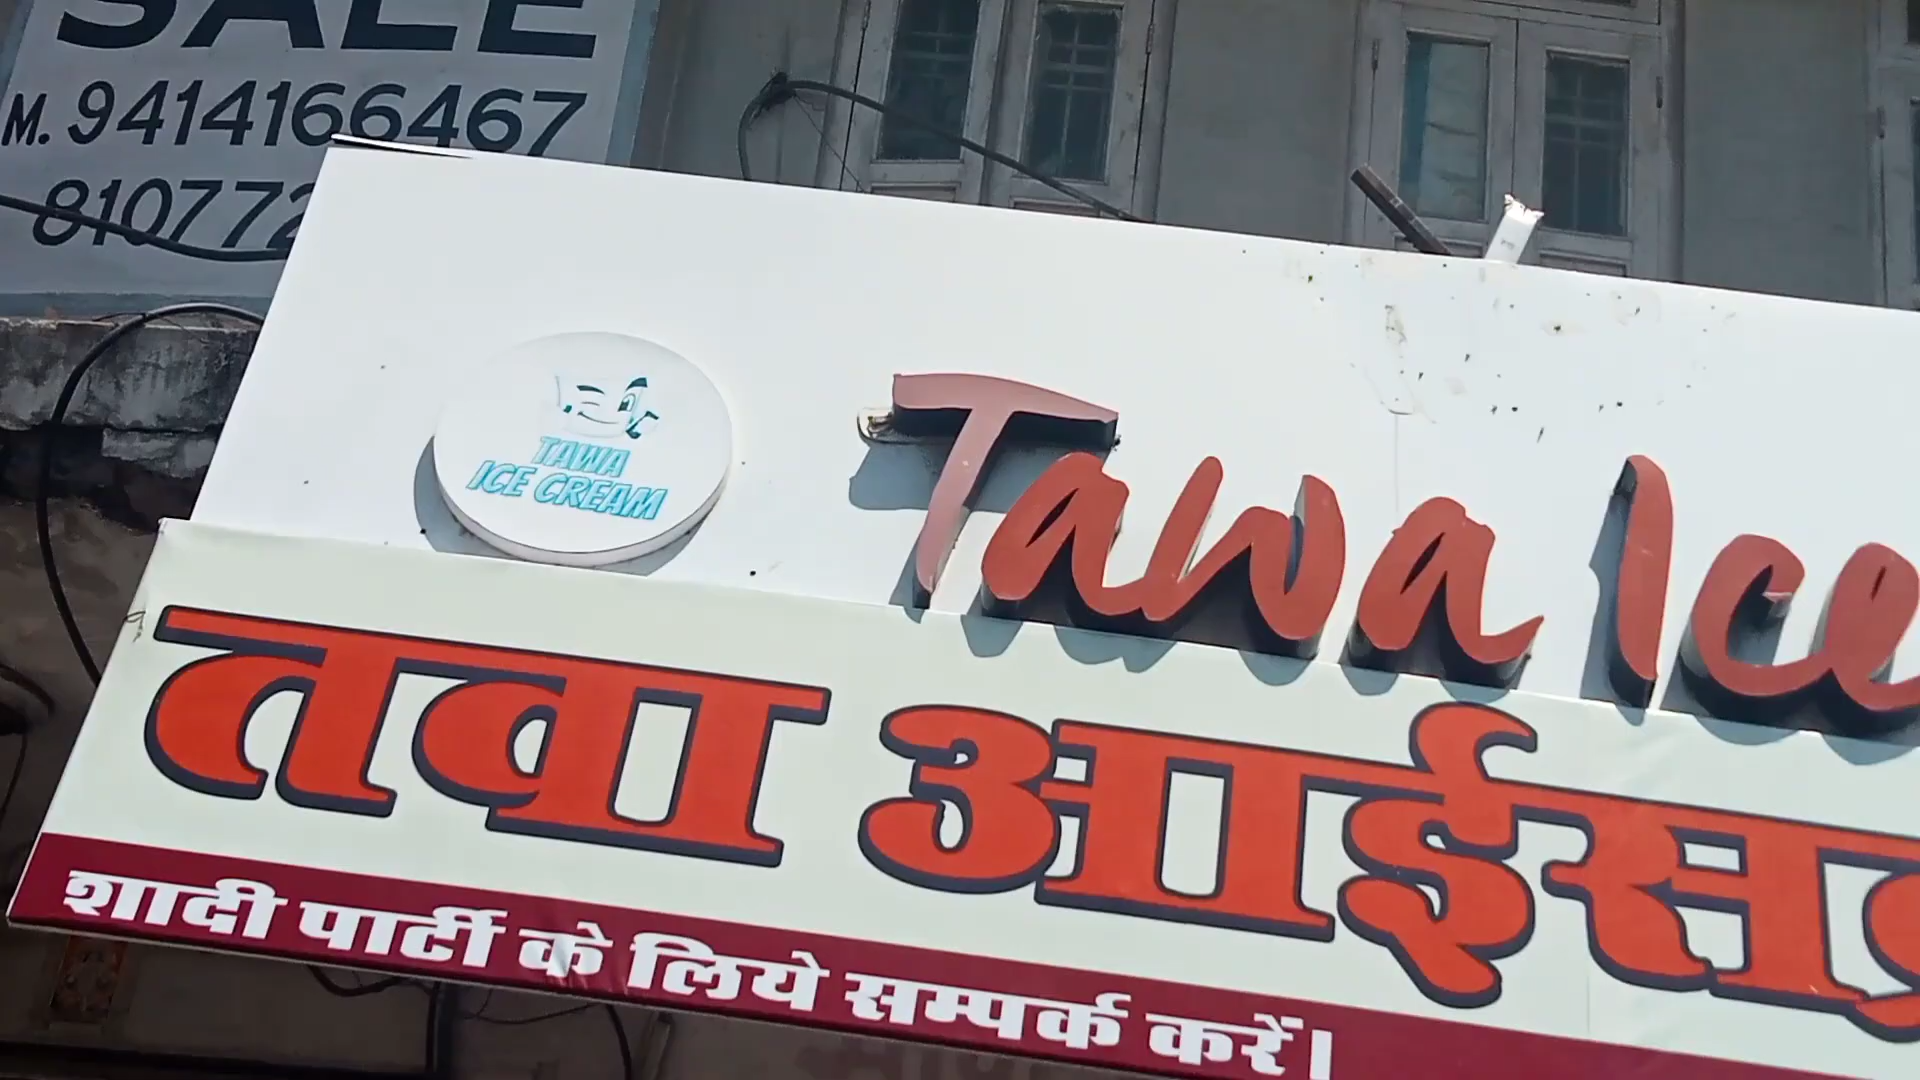 SALE
M. 9414166467
810772
TAWA
ICE CREAM
Tawa Ice
तवा आईस
शादी पार्टी के लिये सम्पर्क करें।